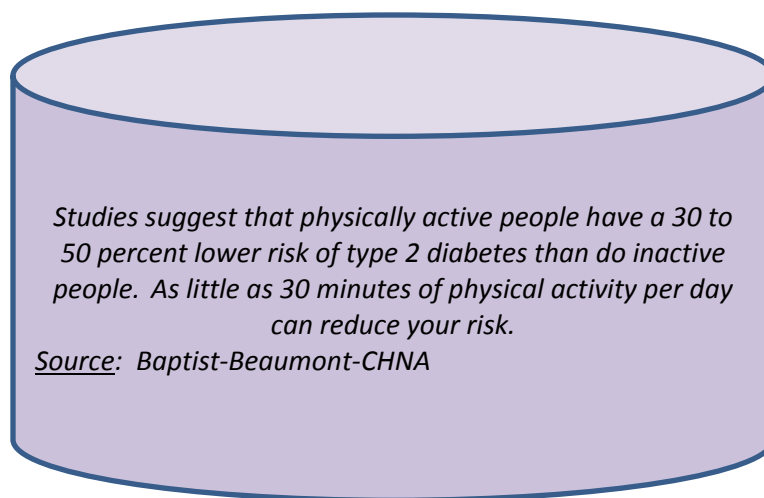 Studies suggest that physically active people have a 30 to
50 percent lower risk of type 2 diabetes than do inactive
people.  As little as 30 minutes of physical activity per day
can reduce your risk.
Source:  Baptist-Beaumont-CHNA